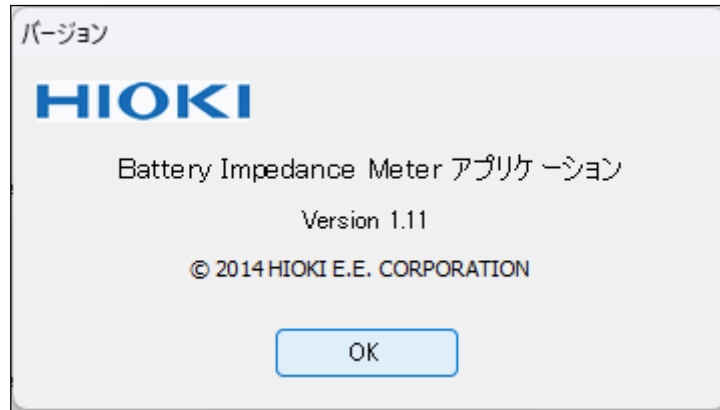 バージョン
HIOKI
Battery Impedance Meter アプリケーション
Version 1.11
© 2014 HIOKI E.E. CORPORATION
OK